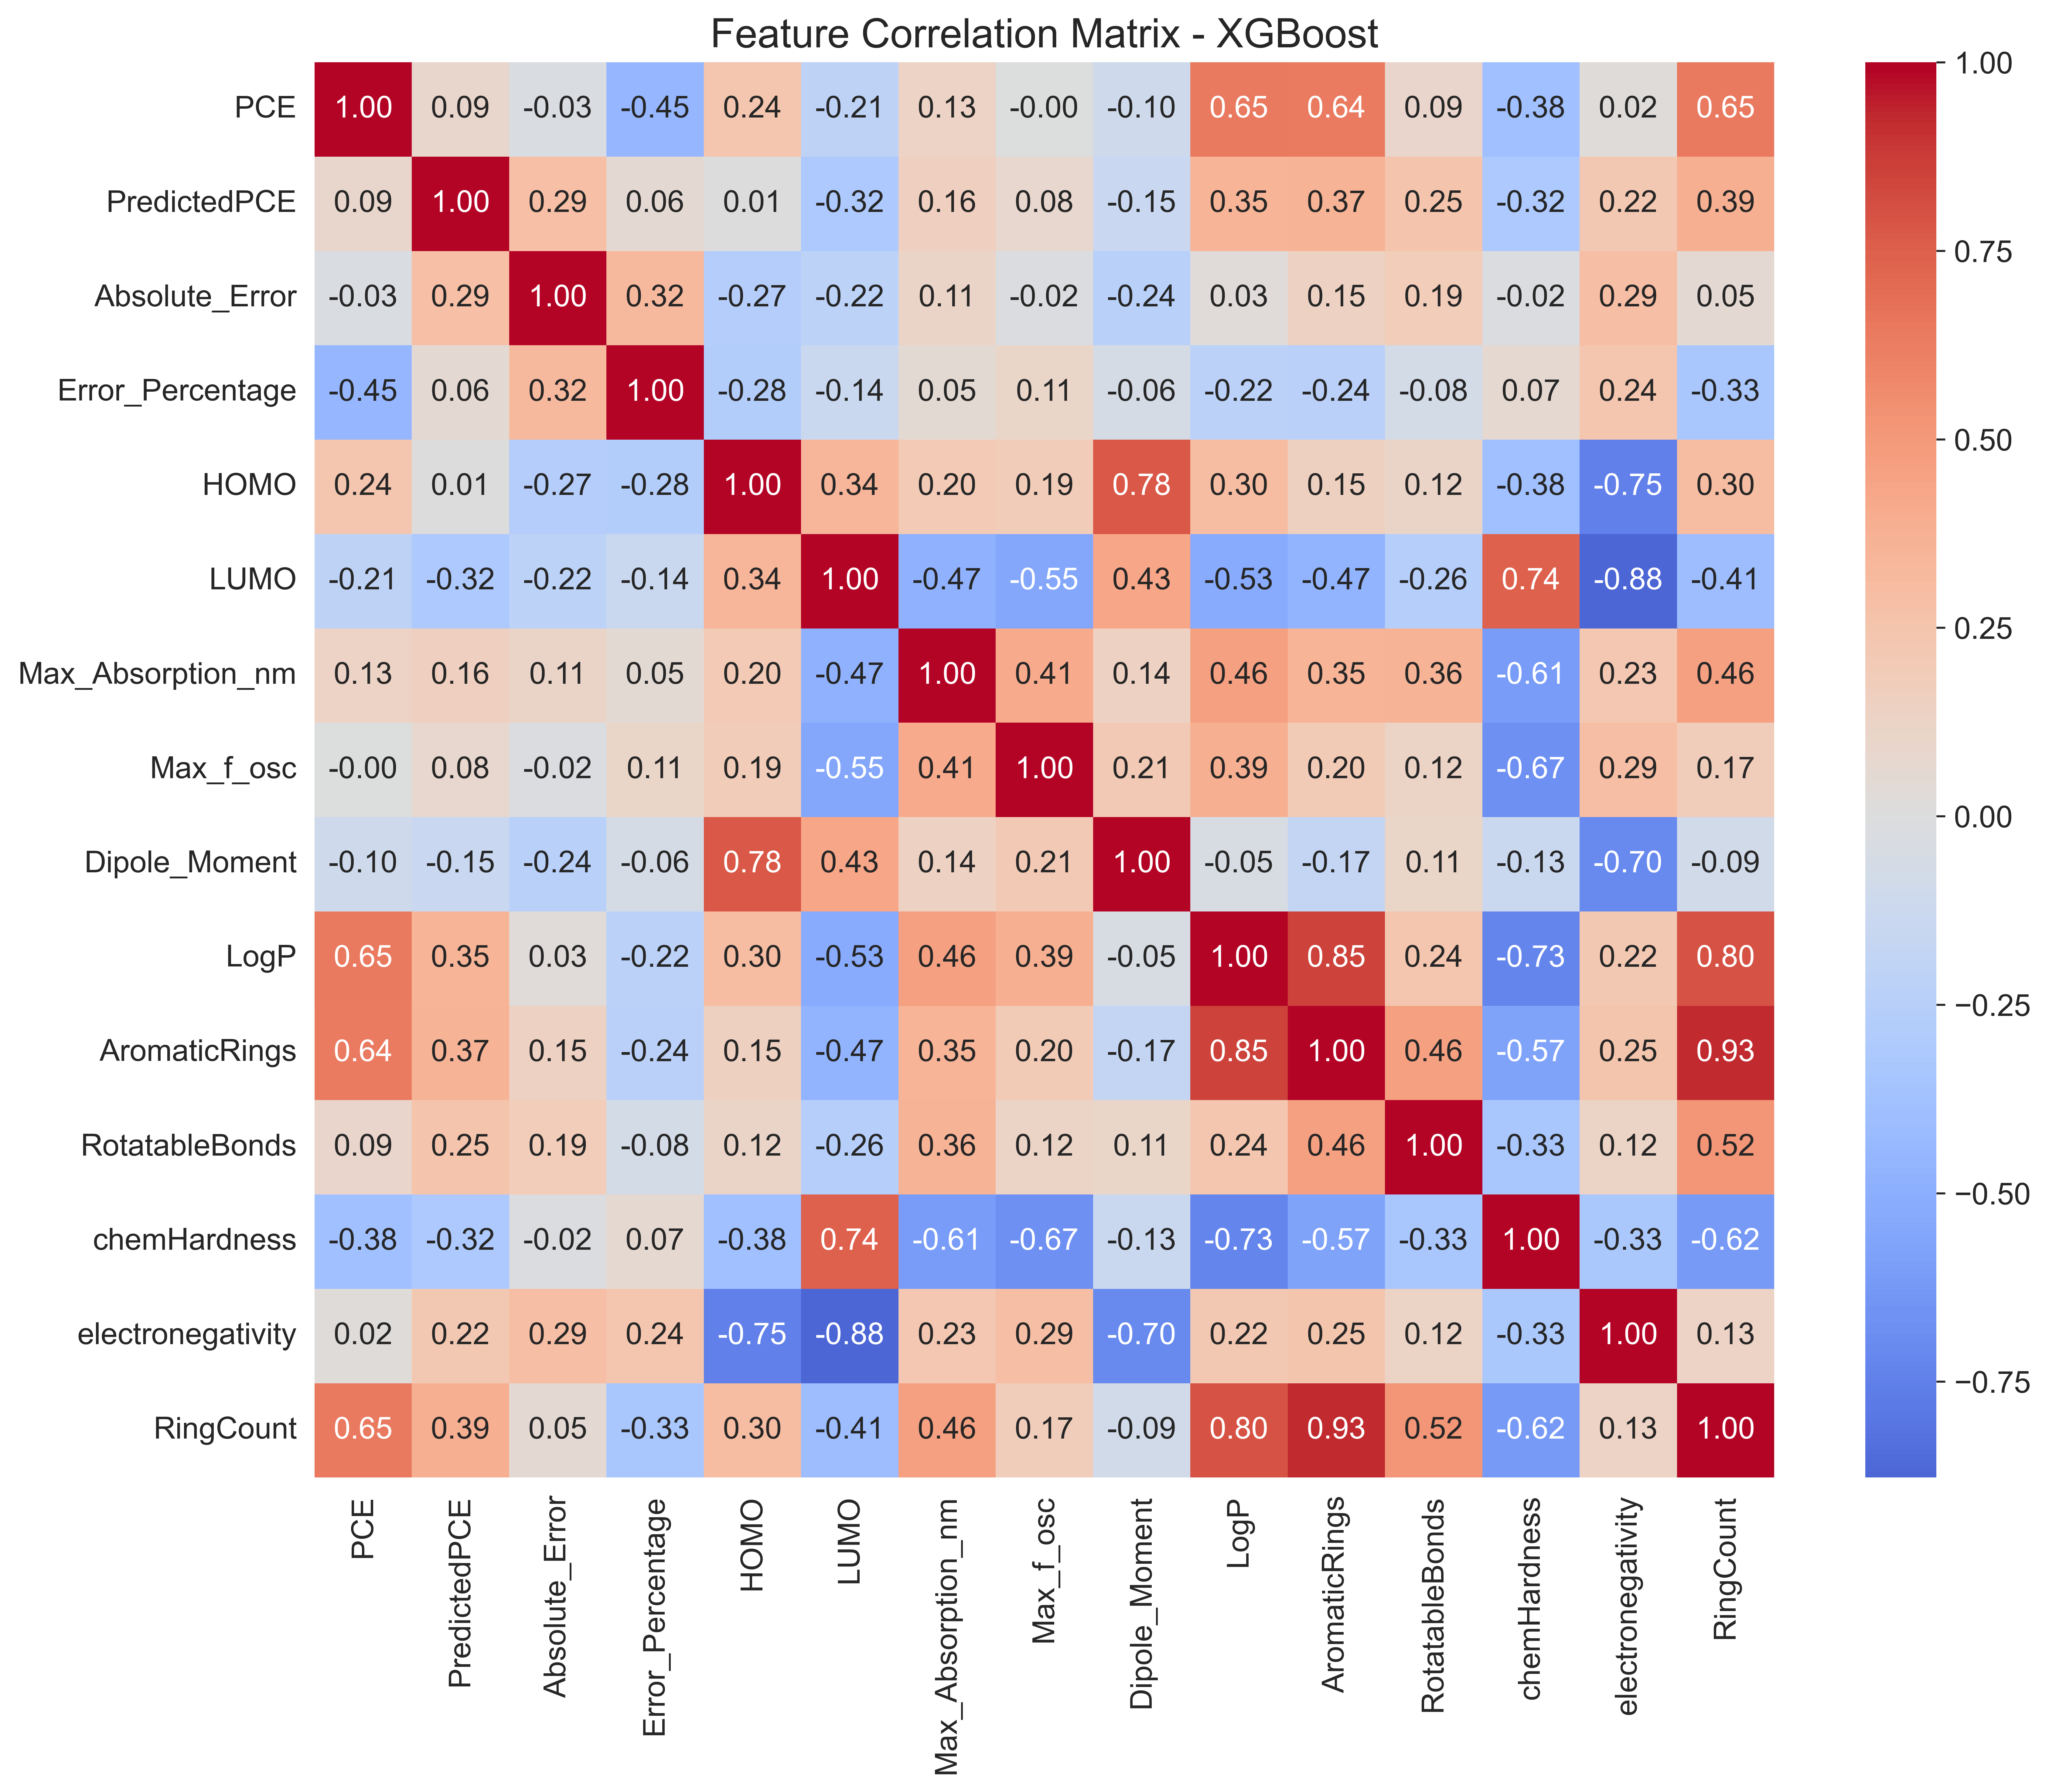 Feature Correlation Matrix - XGBoost
PCE 1.00 0.09 -0.03 -0.45 0.24 -0.21 0.13 -0.00 -0.10 0.65 0.64 0.09 -0.38 0.02 0.65
PredictedPCE 0.09 1.00 0.29 0.06 0.01 -0.32 0.16 0.08 -0.15 0.35 0.37 0.25 -0.32 0.22 0.39
Absolute_Error -0.03 0.29 1.00 0.32 -0.27 -0.22 0.11 -0.02 -0.24 0.03 0.15 0.19 -0.02 0.29 0.05
Error_Percentage -0.45 0.06 0.32 1.00 -0.28 -0.14 0.05 0.11 -0.06 -0.22 -0.24 -0.08 0.07 0.24 -0.33
HOMO 0.24 0.01 -0.27 -0.28 1.00 0.34 0.20 0.19 0.78 0.30 0.15 0.12 -0.38 -0.75 0.30
LUMO -0.21 -0.32 -0.22 -0.14 0.34 1.00 -0.47 -0.55 0.43 -0.53 -0.47 -0.26 0.74 -0.88 -0.41
Max_Absorption_nm 0.13 0.16 0.11 0.05 0.20 -0.47 1.00 0.41 0.14 0.46 0.35 0.36 -0.61 0.23 0.46
Max_f_osc -0.00 0.08 -0.02 0.11 0.19 -0.55 0.41 1.00 0.21 0.39 0.20 0.12 -0.67 0.29 0.17
Dipole_Moment -0.10 -0.15 -0.24 -0.06 0.78 0.43 0.14 0.21 1.00 -0.05 -0.17 0.11 -0.13 -0.70 -0.09
LogP 0.65 0.35 0.03 -0.22 0.30 -0.53 0.46 0.39 -0.05 1.00 0.85 0.24 -0.73 0.22 0.80
AromaticRings 0.64 0.37 0.15 -0.24 0.15 -0.47 0.35 0.20 -0.17 0.85 1.00 0.46 -0.57 0.25 0.93
RotatableBonds 0.09 0.25 0.19 -0.08 0.12 -0.26 0.36 0.12 0.11 0.24 0.46 1.00 -0.33 0.12 0.52
chemHardness -0.38 -0.32 -0.02 0.07 -0.38 0.74 -0.61 -0.67 -0.13 -0.73 -0.57 -0.33 1.00 -0.33 -0.62
electronegativity 0.02 0.22 0.29 0.24 -0.75 -0.88 0.23 0.29 -0.70 0.22 0.25 0.12 -0.33 1.00 0.13
RingCount 0.65 0.39 0.05 -0.33 0.30 -0.41 0.46 0.17 -0.09 0.80 0.93 0.52 -0.62 0.13 1.00
PCE
PredictedPCE
Absolute_Error
Error_Percentage
HOMO
LUMO
Max_Absorption_nm
Max_f_osc
Dipole_Moment
LogP
AromaticRings
RotatableBonds
chemHardness
electronegativity
RingCount
1.00
0.75
0.50
0.25
0.00
−0.25
−0.50
−0.75